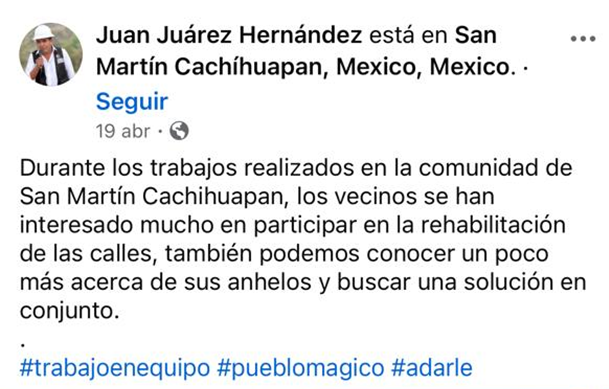 Juan Juárez Hernández está en San
Martín Cachíhuapan, Mexico, Mexico. ·
Seguir
19 abr ·
Durante los trabajos realizados en la comunidad de
San Martín Cachihuapan, los vecinos se han
interesado mucho en participar en la rehabilitación
de las calles, también podemos conocer un poco
más acerca de sus anhelos y buscar una solución en
conjunto.
.
#trabajoenequipo #pueblomagico #adarle